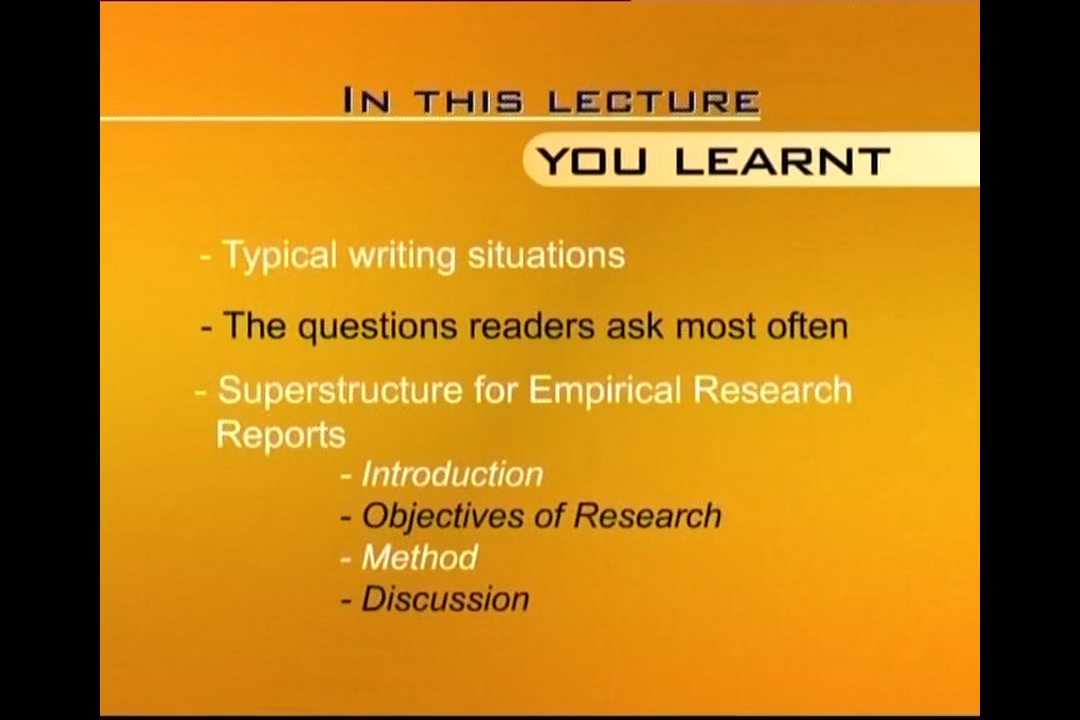 IN THIS LECTURE
YOU LEARNT
- Typical writing situations
- The questions readers ask most often
- Superstructure for Empirical Research
Reports
- Introduction
- Objectives of Research
- Method
- Discussion